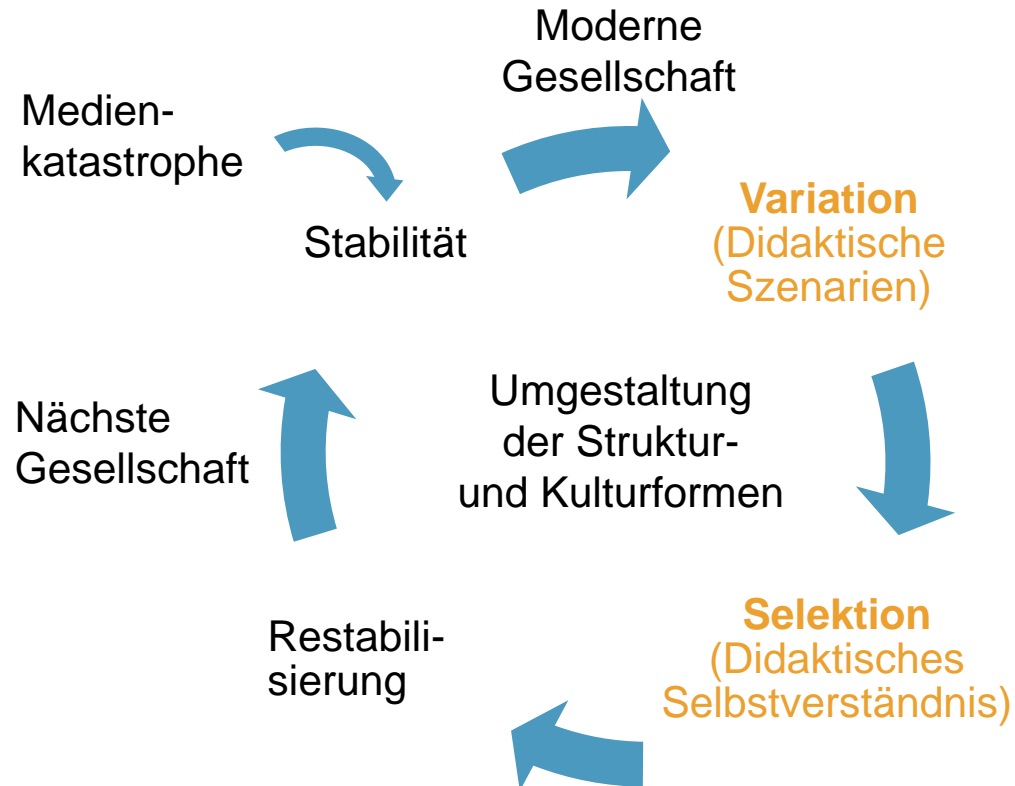 Moderne
Gesellschaft
Medien-
katastrophe
Stabilität
Variation
(Didaktische
Szenarien)
Umgestaltung
der Struktur-
und Kulturformen
Nächste
Gesellschaft
Selektion
(Didaktisches
Selbstverständnis)
Restabili-
sierung